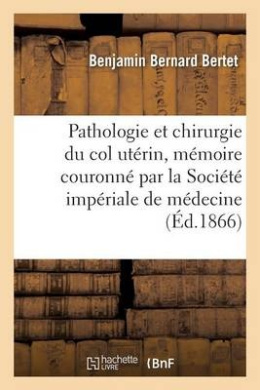 Benjamin Bernard Bertet
Pathologie et chirurgie du col utérin, mémoire couronné par la Société impériale de médecine (Éd.1866)
hachette
LIVRE
{BnF